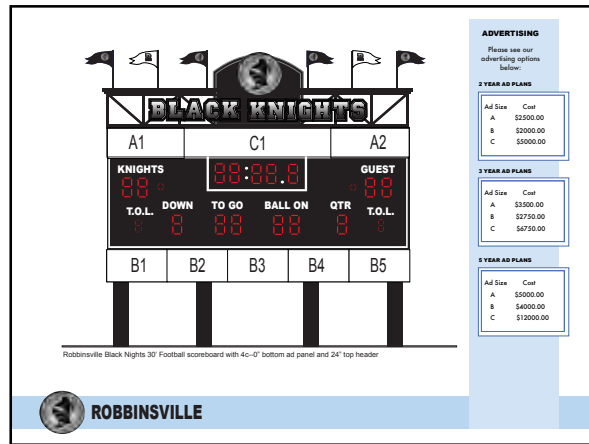 BLACK KNIGHTS
A1 C1 A2
88:88.8
KNIGHTS GUEST
88 88
DOWN TO GO BALL ON QTR
T.O.L. T.O.L.
8 8 88 88 8 8
B1 B2 B3 B4 B5
Robbinsville Black Nights 30' Football scoreboard with 4c–0" bottom ad panel and 24" top header
ROBBINSVILLE
ADVERTISING
Please see our
advertising options
below:
2 YEAR AD PLANS
Ad Size Cost
A $2500.00
B $2000.00
C $5000.00
3 YEAR AD PLANS
Ad Size Cost
A $3500.00
B $2750.00
C $6750.00
5 YEAR AD PLANS
Ad Size Cost
A $5000.00
B $4000.00
C $12000.00